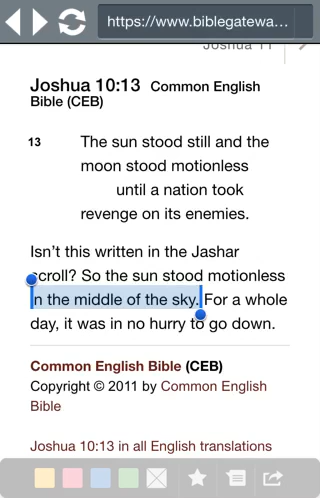 https://www.biblegatewa...
Joshua 11
Joshua 10:13 Common English
Bible (CEB)
13 The sun stood still and the
moon stood motionless
until a nation took
revenge on its enemies.
Isn't this written in the Jashar
scroll? So the sun stood motionless
in the middle of the sky. For a whole
day, it was in no hurry to go down.
Common English Bible (CEB)
Copyright © 2011 by Common English
Bible
Joshua 10:13 in all English translations